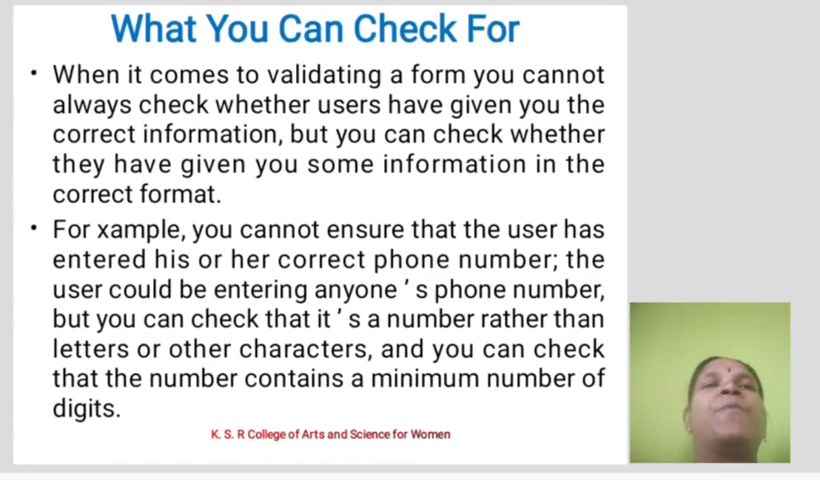 What You Can Check For
• When it comes to validating a form you cannot
always check whether users have given you the
correct information, but you can check whether
they have given you some information in the
correct format.
• For xample, you cannot ensure that the user has
entered his or her correct phone number; the
user could be entering anyone ’ s phone number,
but you can check that it ’ s a number rather than
letters or other characters, and you can check
that the number contains a minimum number of
digits.
K. S. R College of Arts and Science for Women